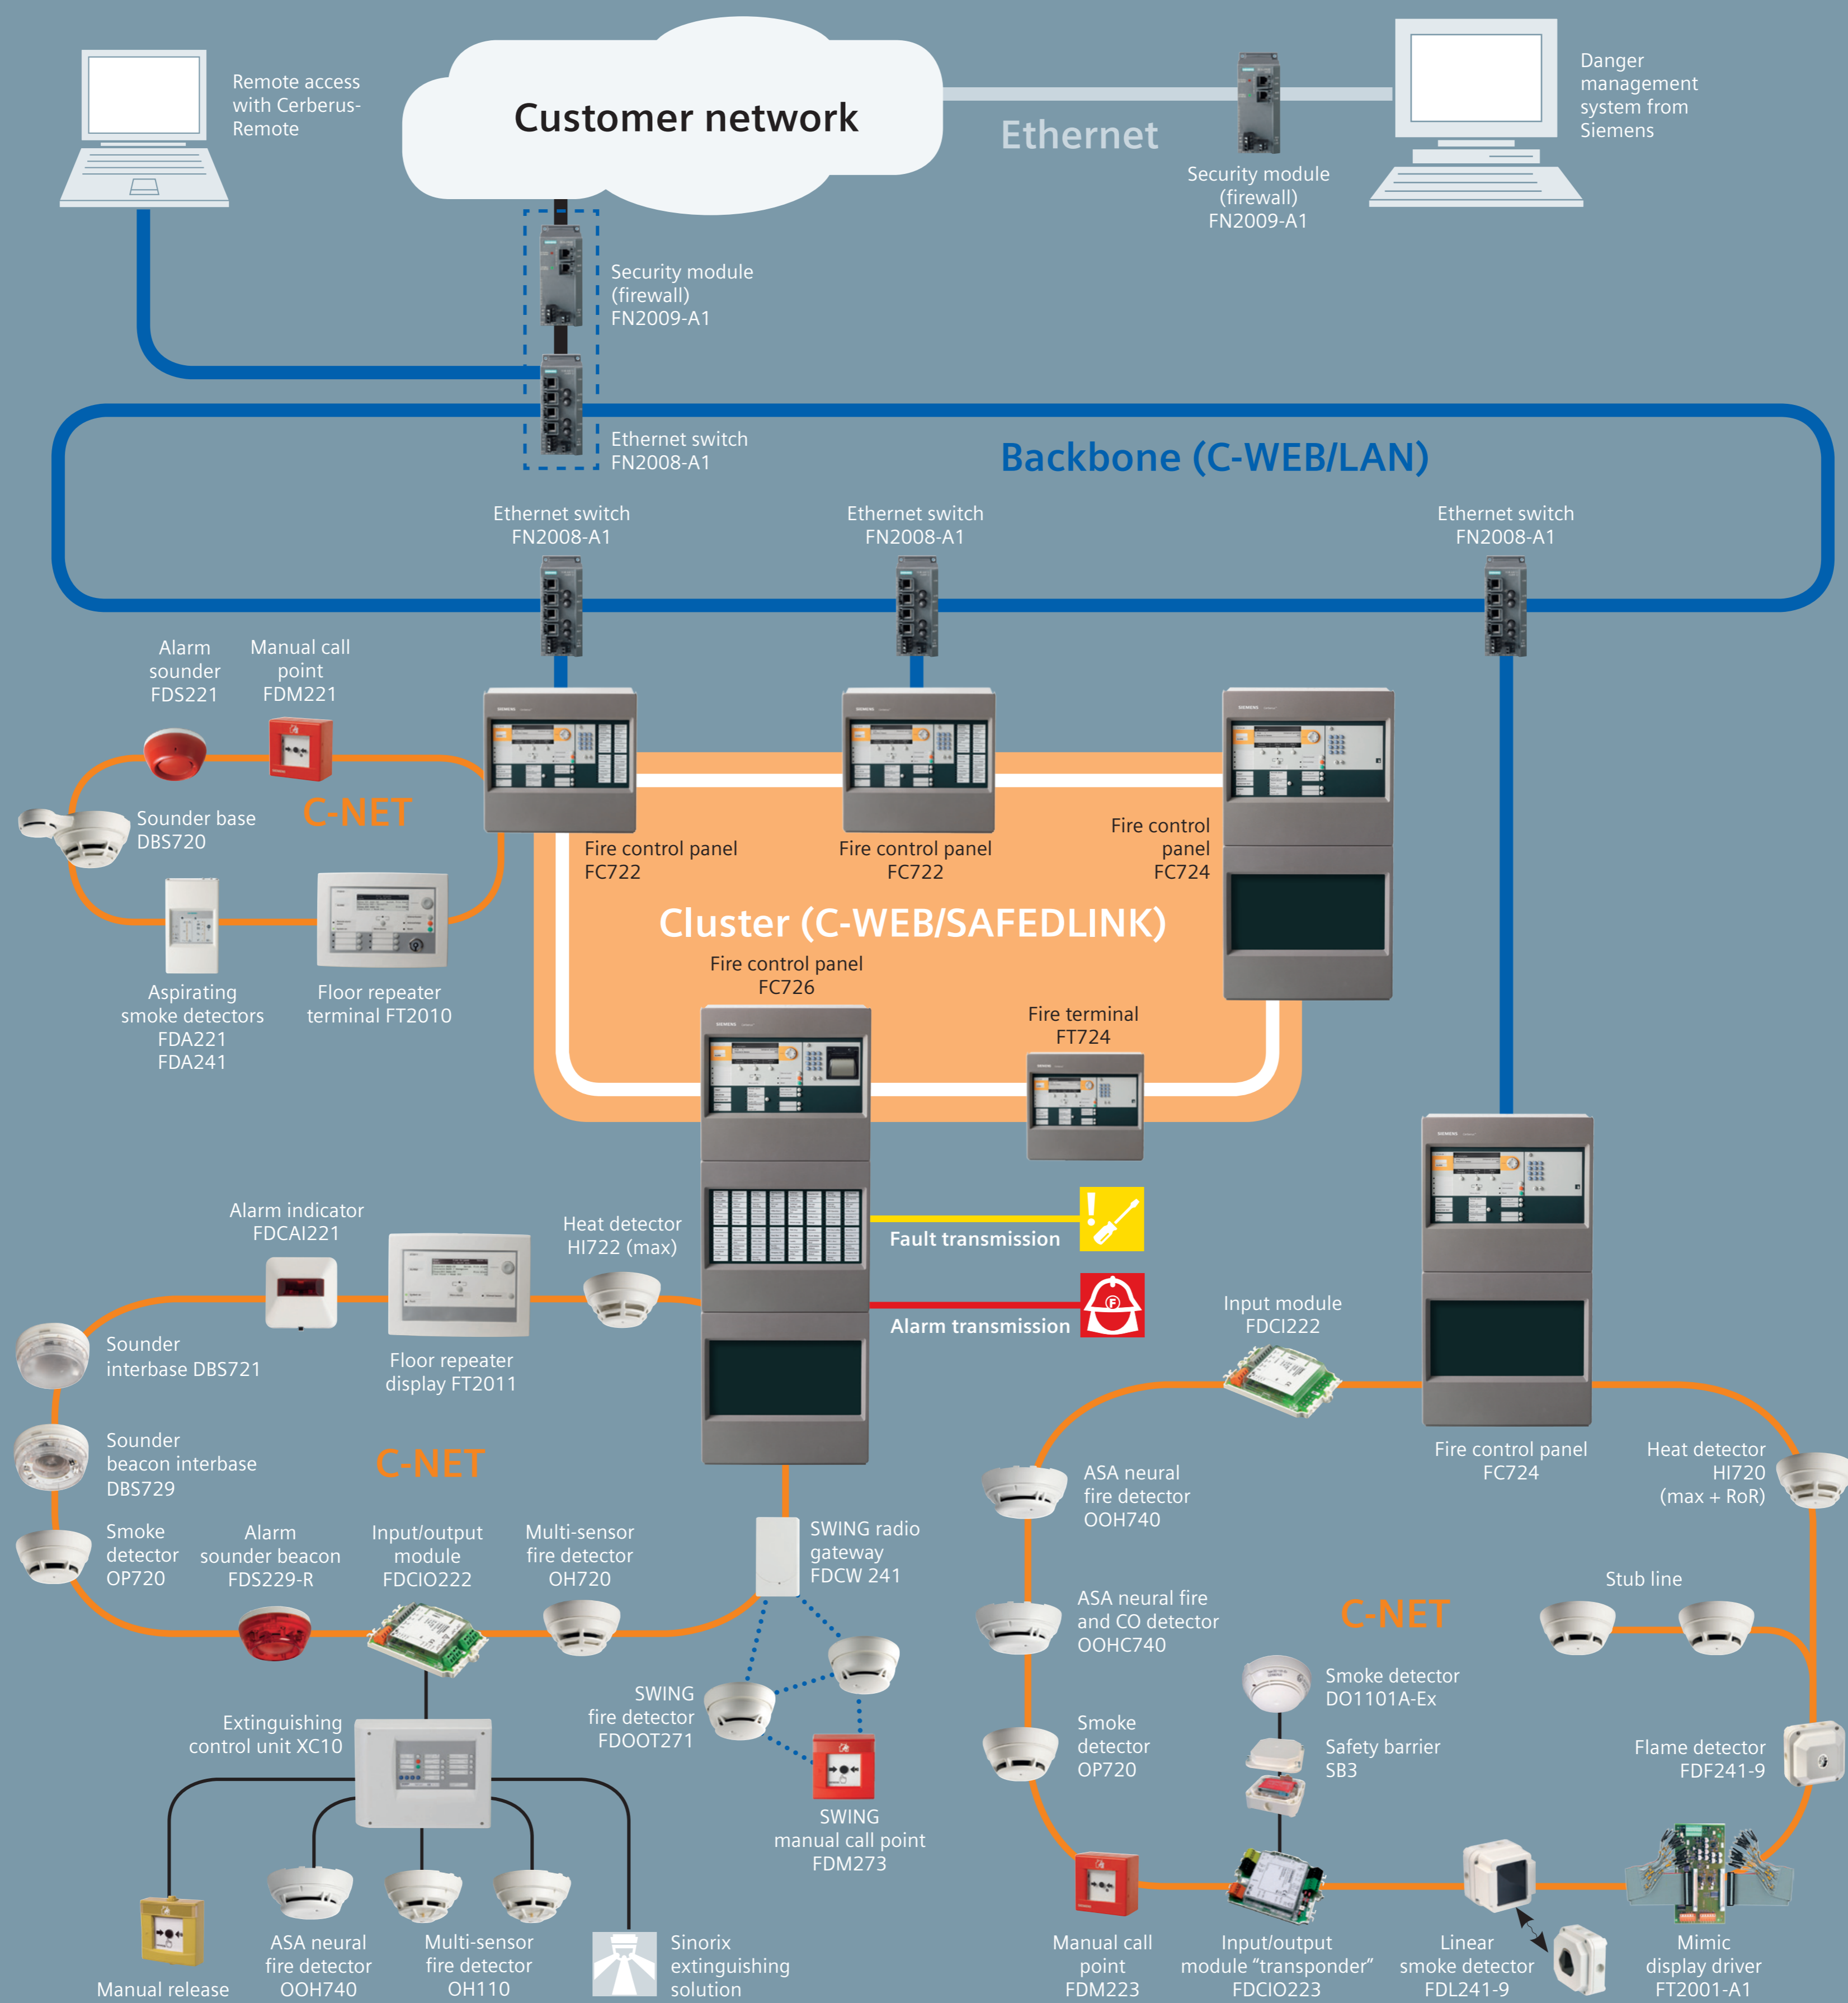 Remote access
with Cerberus-
Remote
Customer network
Ethernet
Security module
(firewall)
FN2009-A1
Danger
management
system from
Siemens
Security module
(firewall)
FN2009-A1
Ethernet switch
FN2008-A1
Backbone (C-WEB/LAN)
Ethernet switch
FN2008-A1
Ethernet switch
FN2008-A1
Ethernet switch
FN2008-A1
Alarm
sounder
FDS221
Manual call
point
FDM221
C-NET
Sounder base
DBS720
Aspirating
smoke detectors
FDA221
FDA241
Floor repeater
terminal FT2010
SIEMENS
SIEMENS
SIEMENS
Fire control panel
FC722
Fire control panel
FC722
Fire control
panel
FC724
Cluster (C-WEB/SAFEDLINK)
Fire control panel
FC726
SIEMENS
Fire terminal
FT724
Fault transmission
Alarm transmission
F
Alarm indicator
FDCAI221
Floor repeater
display FT2011
Heat detector
HI722 (max)
Sounder
interbase DBS721
Sounder
beacon interbase
DBS729
C-NET
Smoke
detector
OP720
Alarm
sounder beacon
FDS229-R
Input/output
module
FDCIO222
Multi-sensor
fire detector
OH720
SWING radio
gateway
FDCW 241
SWING
fire detector
FDOOT271
SWING
manual call point
FDM273
Extinguishing
control unit XC10
Manual release
ASA neural
fire detector
OOH740
Multi-sensor
fire detector
OH110
Sinorix
extinguishing
solution
SIEMENS
Input module
FDCI222
Fire control panel
FC724
Heat detector
HI720
(max + RoR)
ASA neural
fire detector
OOH740
ASA neural fire
and CO detector
OOHC740
C-NET
Stub line
Smoke detector
DO1101A-Ex
Safety barrier
SB3
Smoke
detector
OP720
Flame detector
FDF241-9
Manual call
point
FDM223
Input/output
module “transponder”
FDCIO223
Linear
smoke detector
FDL241-9
Mimic
display driver
FT2001-A1